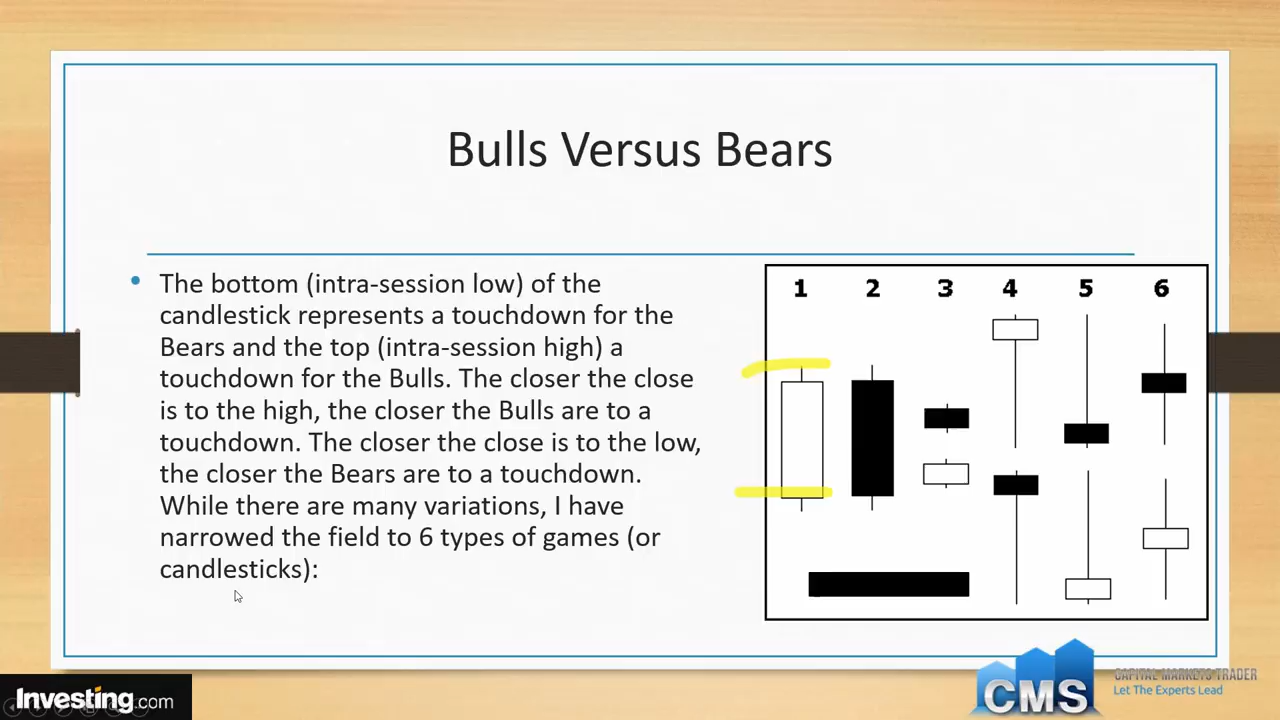 Bulls Versus Bears
The bottom (intra-session low) of the
candlestick represents a touchdown for the
Bears and the top (intra-session high) a
touchdown for the Bulls. The closer the close
is to the high, the closer the Bulls are to a
touchdown. The closer the close is to the low,
the closer the Bears are to a touchdown.
While there are many variations, I have
narrowed the field to 6 types of games (or
candlesticks):
1 2 3 4 5 6
Investing.com
CMS
CAPITAL MARKETS TRADER
Let The Experts Lead